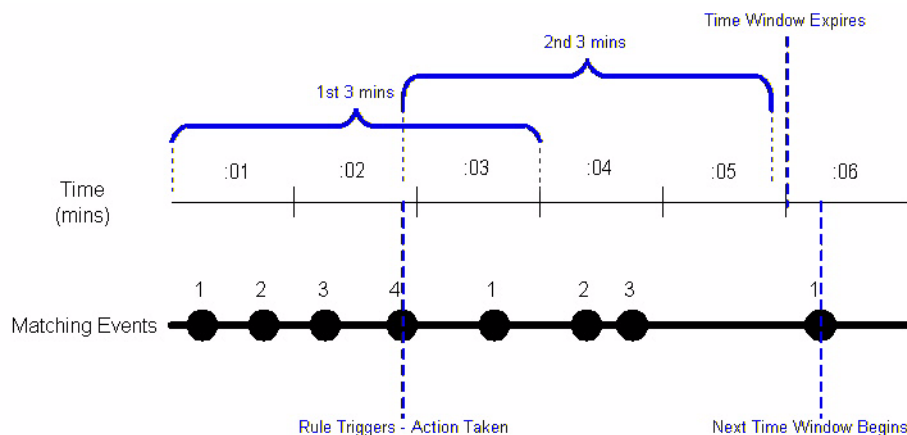 Time Window Expires
2nd 3 mins
1st 3 mins
:01 :02 :03 :04 :05 :06
Time
(mins)
1 2 3 4 1 2 3 1
Matching Events
Rule Triggers - Action Taken
Next Time Window Begins